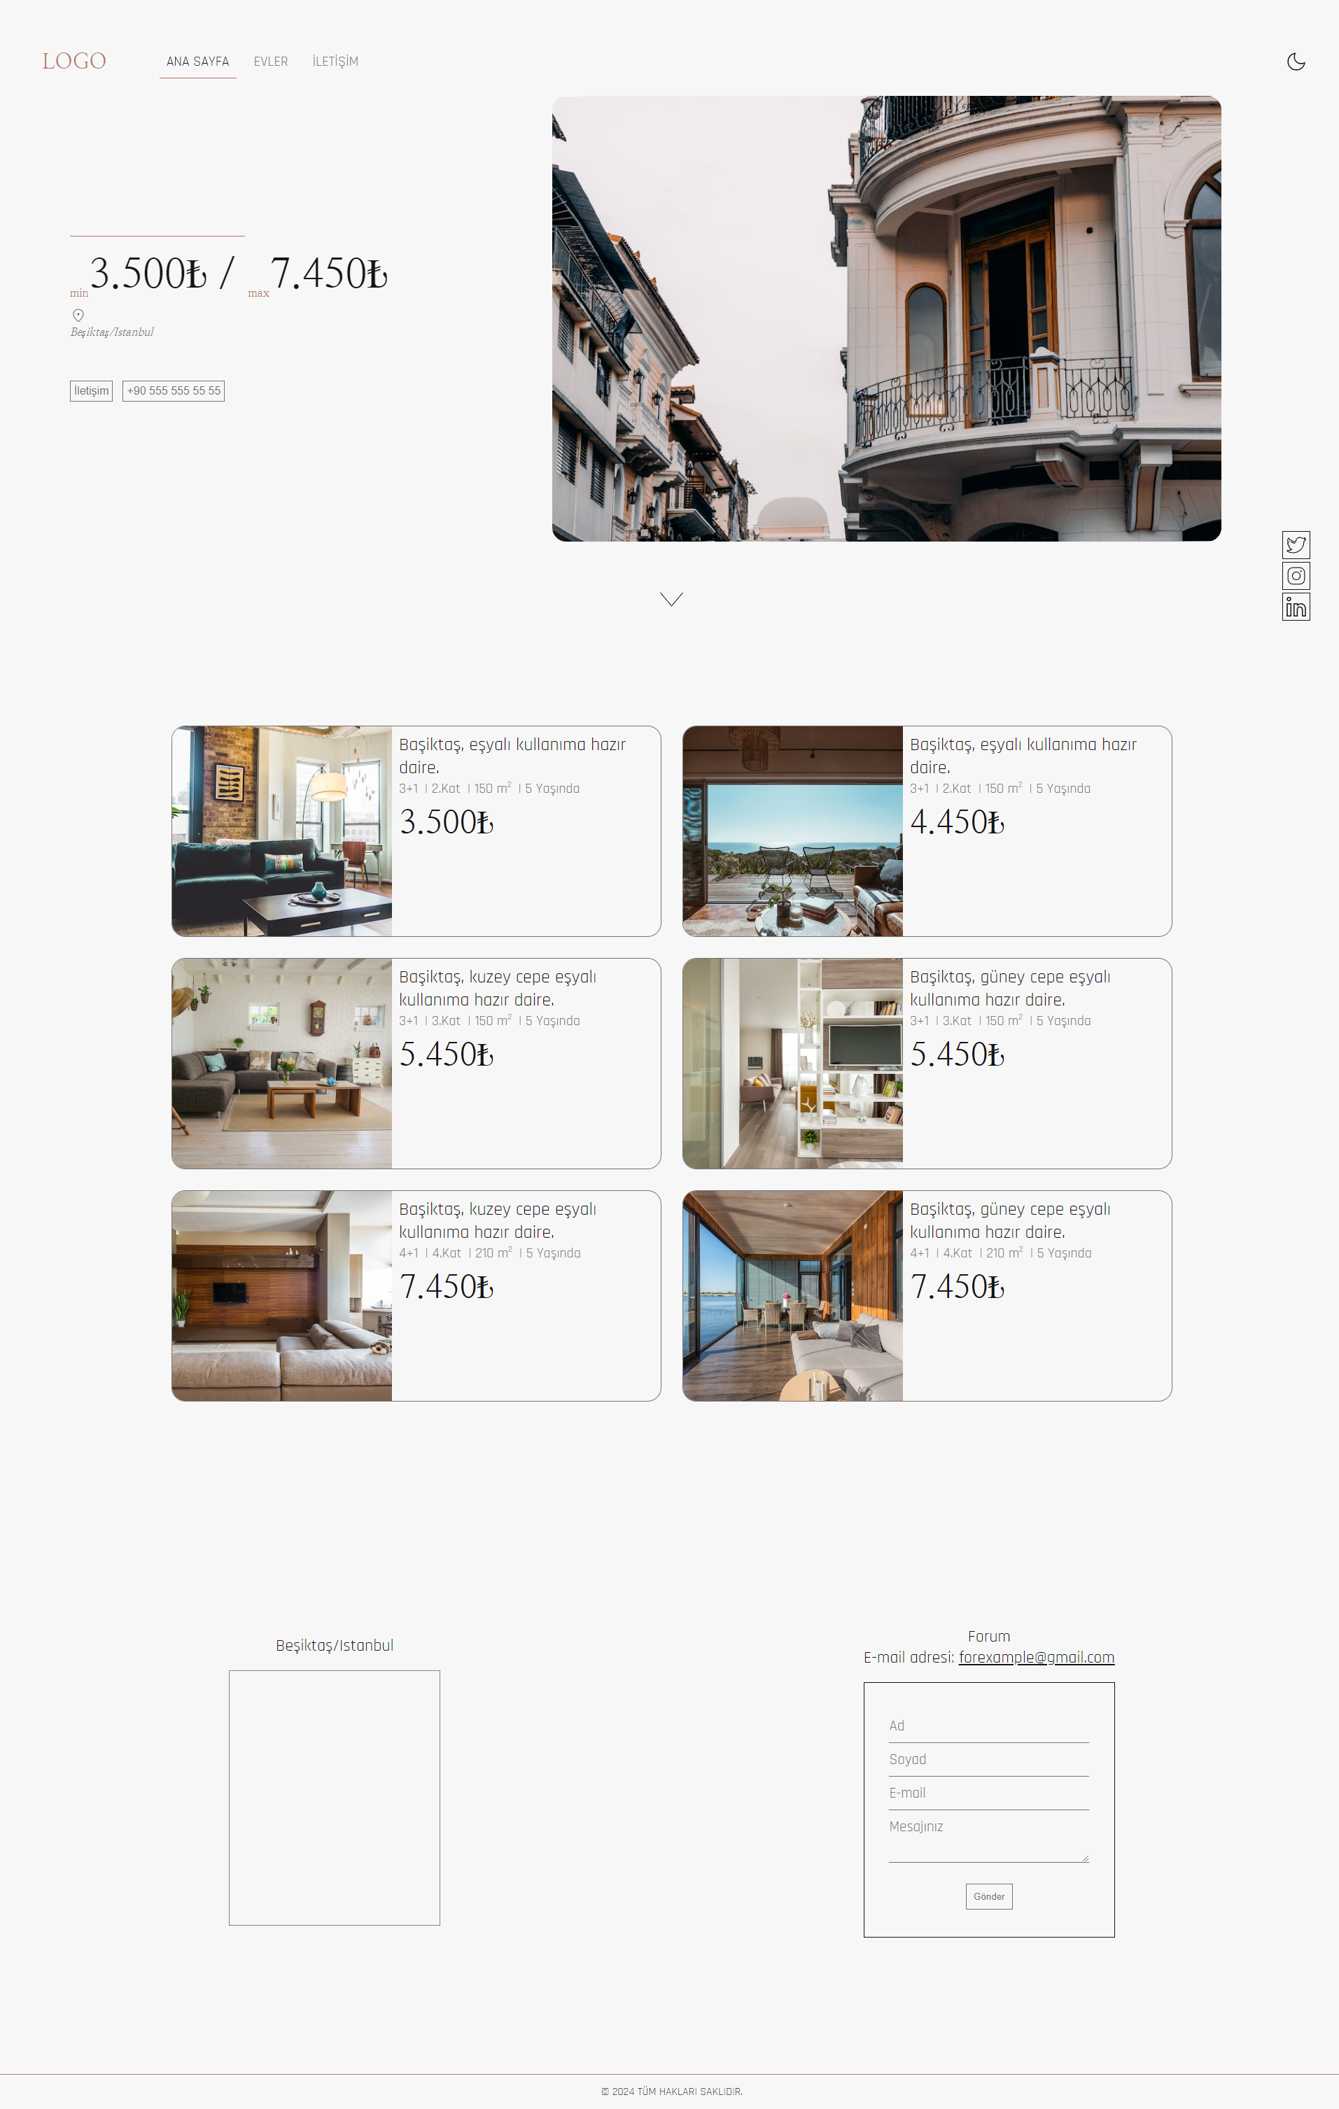 LOGO
ANA SAYFA
EVLER
İLETİŞİM
min 3.500₺ / max 7.450₺
Beşiktaş/Istanbul
İletişim
+90 555 555 55 55
Başiktaş, eşyalı kullanıma hazır
daire.
3+1 | 2.Kat | 150 m² | 5 Yaşında
3.500₺
Başiktaş, eşyalı kullanıma hazır
daire.
3+1 | 2.Kat | 150 m² | 5 Yaşında
4.450₺
Başiktaş, kuzey cepe eşyalı
kullanıma hazır daire.
3+1 | 3.Kat | 150 m² | 5 Yaşında
5.450₺
Başiktaş, güney cepe eşyalı
kullanıma hazır daire.
3+1 | 3.Kat | 150 m² | 5 Yaşında
5.450₺
Başiktaş, kuzey cepe eşyalı
kullanıma hazır daire.
4+1 | 4.Kat | 210 m² | 5 Yaşında
7.450₺
Başiktaş, güney cepe eşyalı
kullanıma hazır daire.
4+1 | 4.Kat | 210 m² | 5 Yaşında
7.450₺
Beşiktaş/Istanbul
Forum
E-mail adresi: forexample@gmail.com
Ad
Soyad
E-mail
Mesajınız
Gönder
© 2024 TÜM HAKLARI SAKLIDIR.